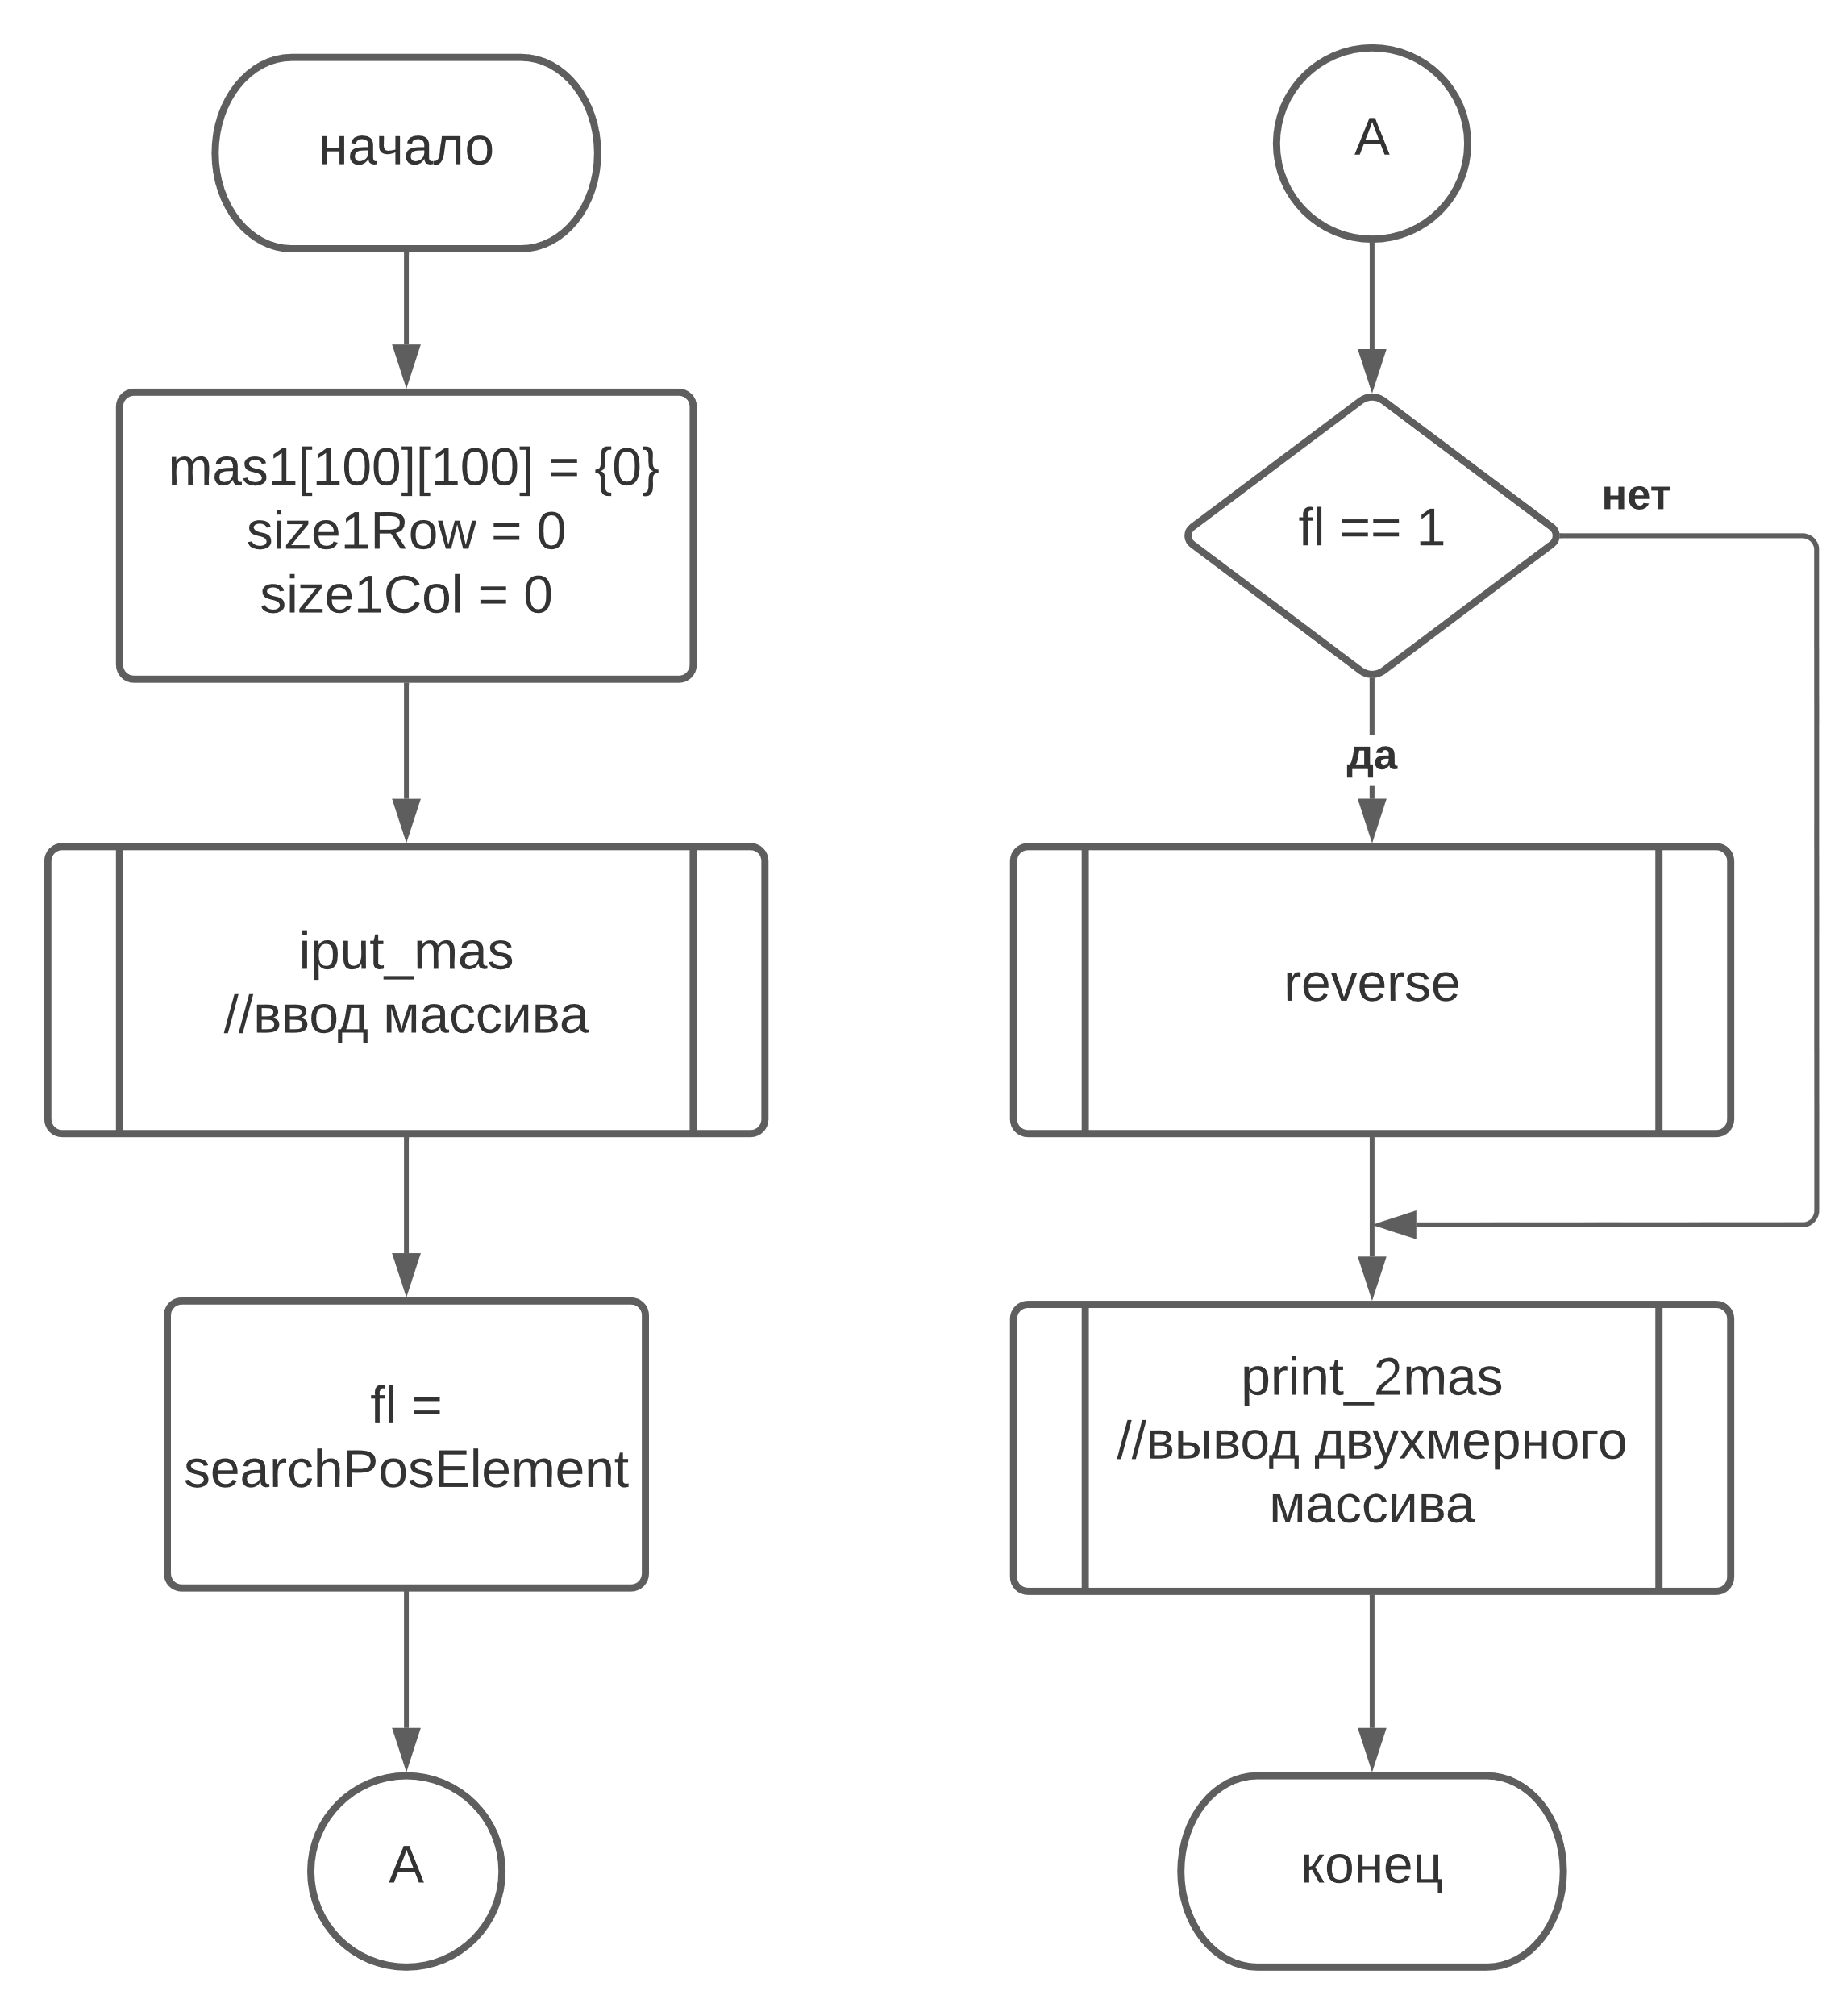 начало
mas1[100][100] = {0}
size1Row = 0
size1Col = 0
iput_mas
//ввод массива
fl =
searchPosElement
A
A
fl == 1
нет
да
reverse
print_2mas
//вывод двухмерного
массива
конец